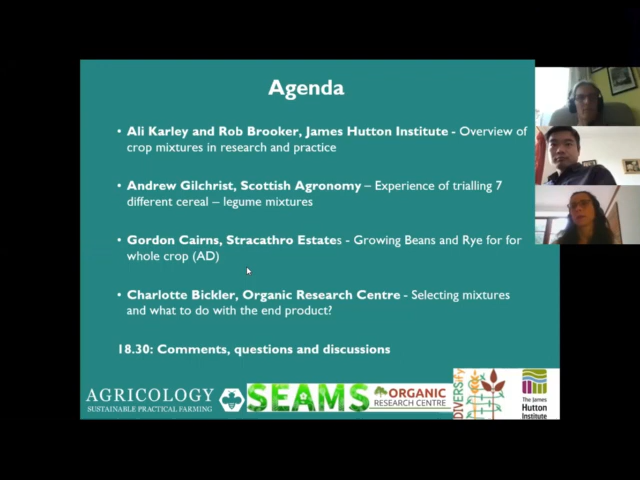 Agenda
• Ali Karley and Rob Brooker, James Hutton Institute - Overview of
crop mixtures in research and practice
• Andrew Gilchrist, Scottish Agronomy – Experience of trialling 7
different cereal – legume mixtures
• Gordon Cairns, Stracathro Estates - Growing Beans and Rye for for
whole crop (AD)
• Charlotte Bickler, Organic Research Centre - Selecting mixtures
and what to do with the end product?
18.30: Comments, questions and discussions
AGRICOLOGY
SUSTAINABLE PRACTICAL FARMING
SEAMS
ORGANIC
RESEARCH CENTRE
DIVERSify
The James
Hutton
Institute